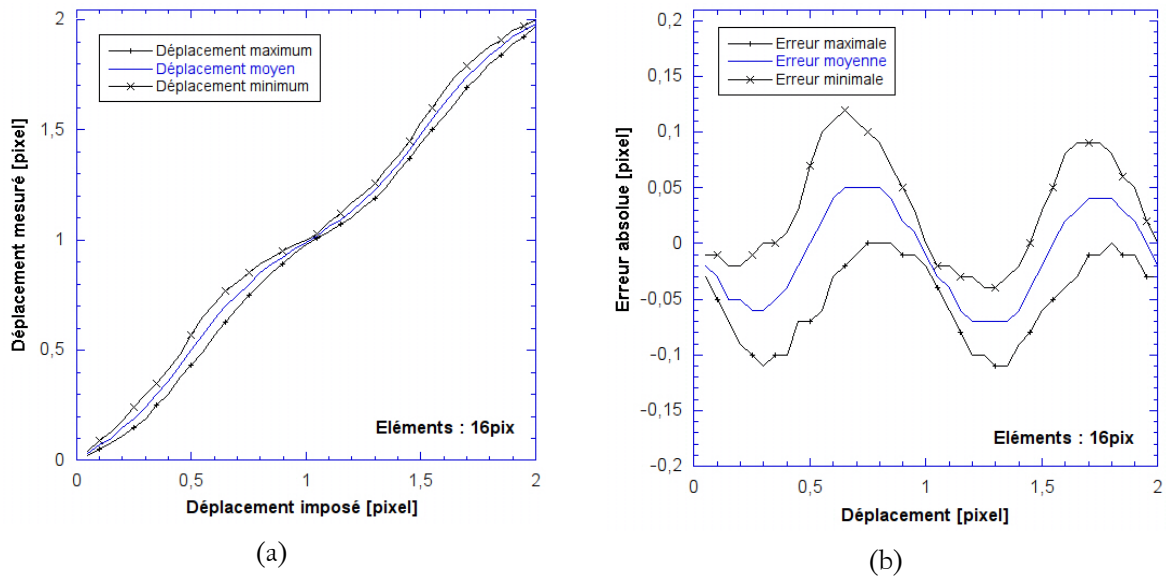 2
1,5
1
0,5
0
Déplacement mesuré [pixel]
Déplacement maximum
Déplacement moyen
Déplacement minimum
Eléments : 16pix
0
0,5
1
1,5
2
Déplacement imposé [pixel]
(a)
0,2
0,15
0,1
0,05
0
-0,05
-0,1
-0,15
-0,2
Erreur absolue [pixel]
Erreur maximale
Erreur moyenne
Erreur minimale
Eléments : 16pix
0
0,5
1
1,5
2
Déplacement [pixel]
(b)